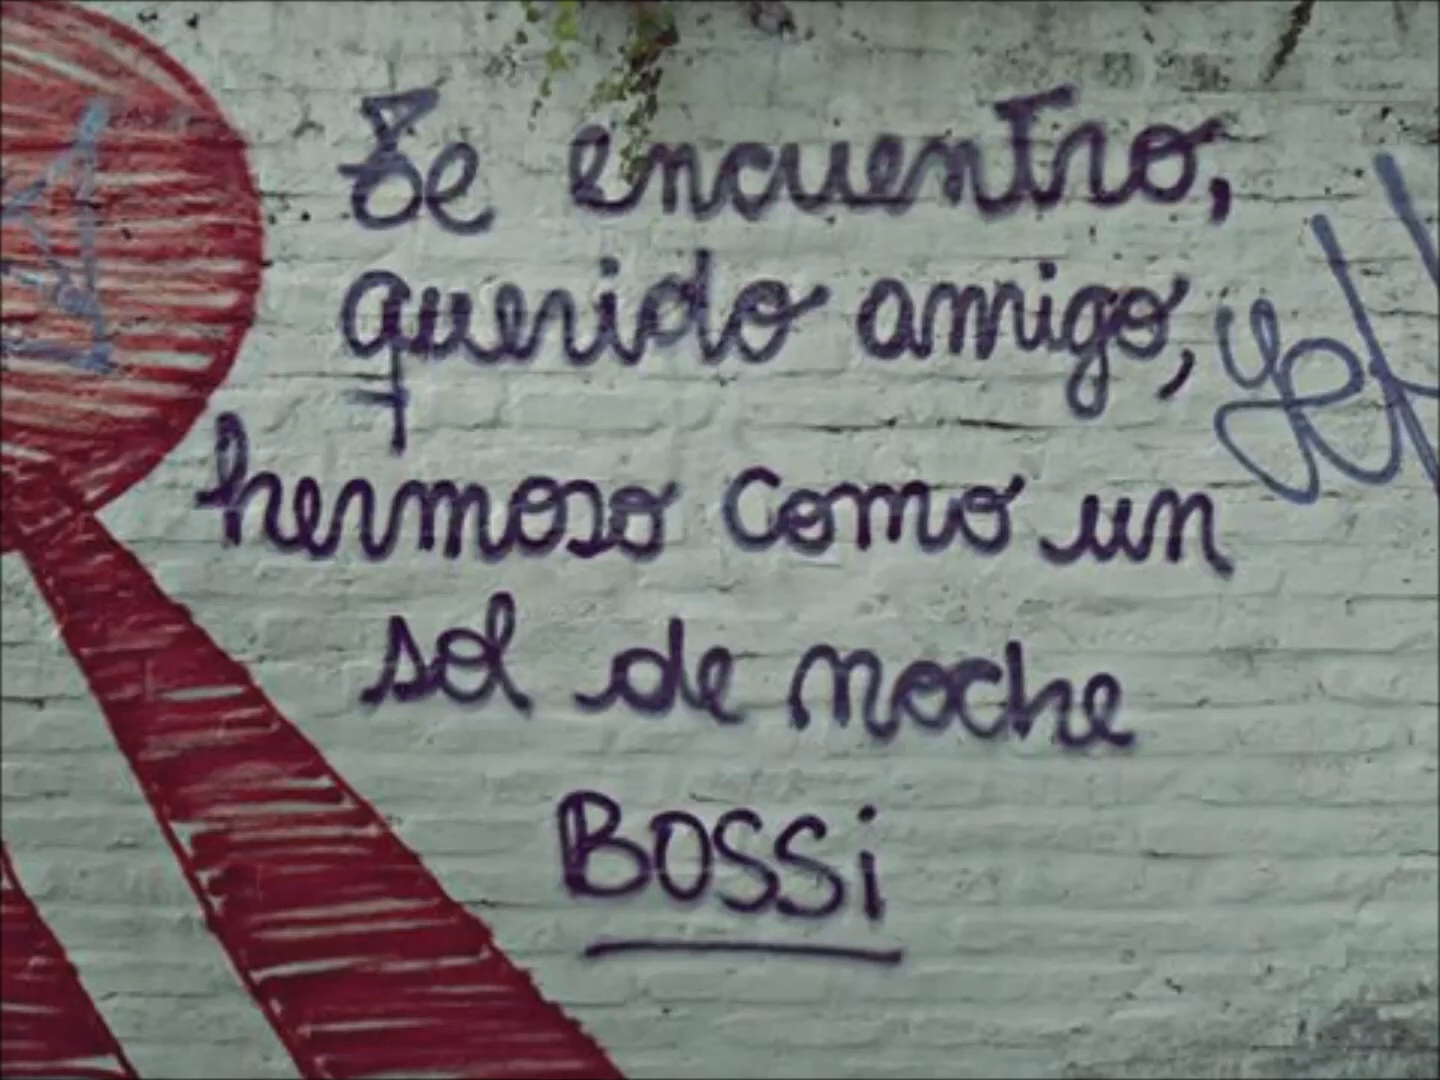 Te encuentro,
querido amigo,
hermoso como un
sol de noche
BOSSi